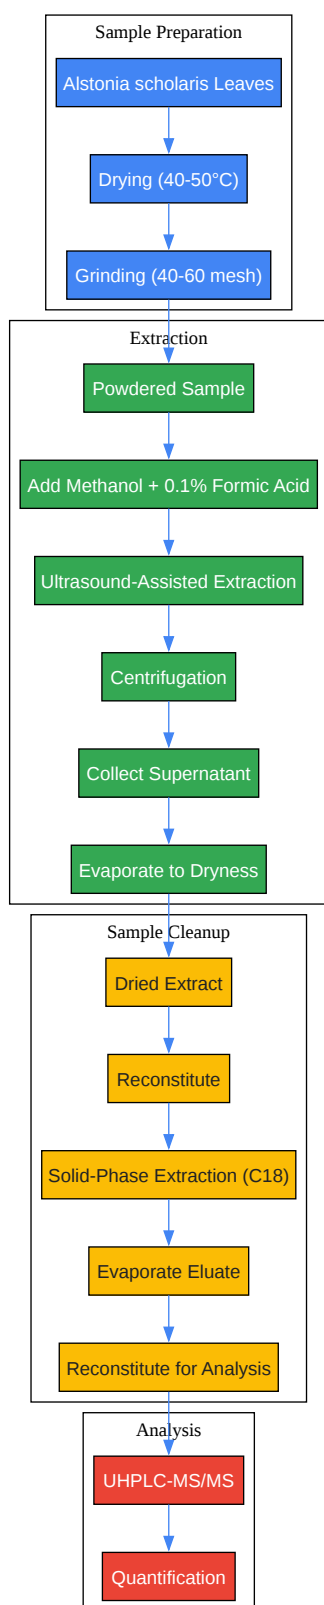 Sample Preparation
Alstonia scholaris Leaves
Drying (40-50°C)
Grinding (40-60 mesh)
Extraction
Powdered Sample
Add Methanol + 0.1% Formic Acid
Ultrasound-Assisted Extraction
Centrifugation
Collect Supernatant
Evaporate to Dryness
Sample Cleanup
Dried Extract
Reconstitute
Solid-Phase Extraction (C18)
Evaporate Eluate
Reconstitute for Analysis
Analysis
UHPLC-MS/MS
Quantification